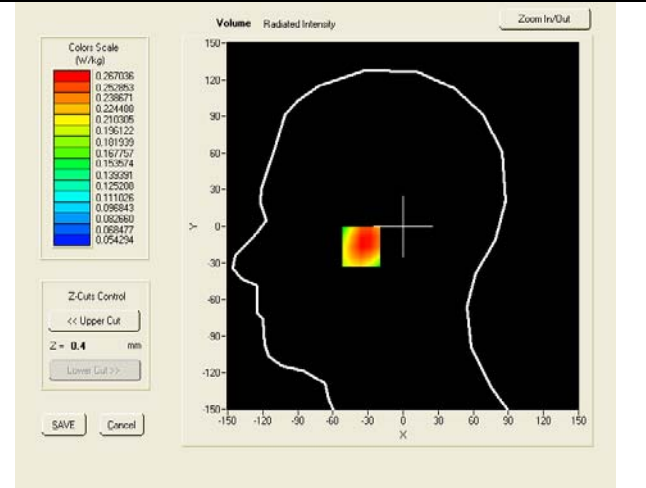 Volume Radiated Intensity
Zoom In/Out
Colors Scale
(W/kg)
0.267036
0.252853
0.238671
0.224488
0.210305
0.196122
0.181939
0.167757
0.153574
0.139391
0.125208
0.111026
0.096843
0.082660
0.068477
0.054294
150-
120-
90-
60-
30-
0-
-30-
-60-
-90-
-120-
-150-
Y
-150 -120 -90 -60 -30 0 30 60 90 120 150
X
Z-Cuts Control
<< Upper Cut
Z = 0.4 mm
Lower Cut >>
SAVE Cancel